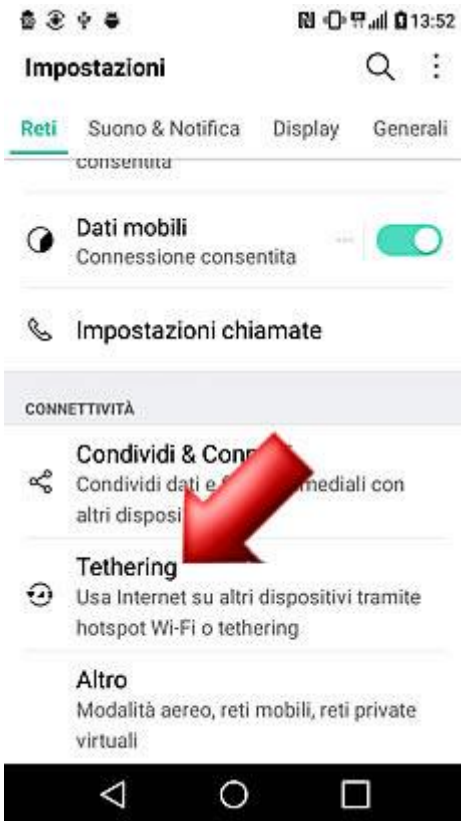 13:52
Impostazioni
Reti Suono & Notifica Display Generali
consentita
Dati mobili
Connessione consentita
Impostazioni chiamate
CONNETTIVITÀ
Condividi &
Condividi dati e mediali con
altri
Tethering
Usa Internet su altri dispositivi tramite
hotspot Wi-Fi o tethering
Altro
Modalità aereo, reti mobili, reti private
virtuali